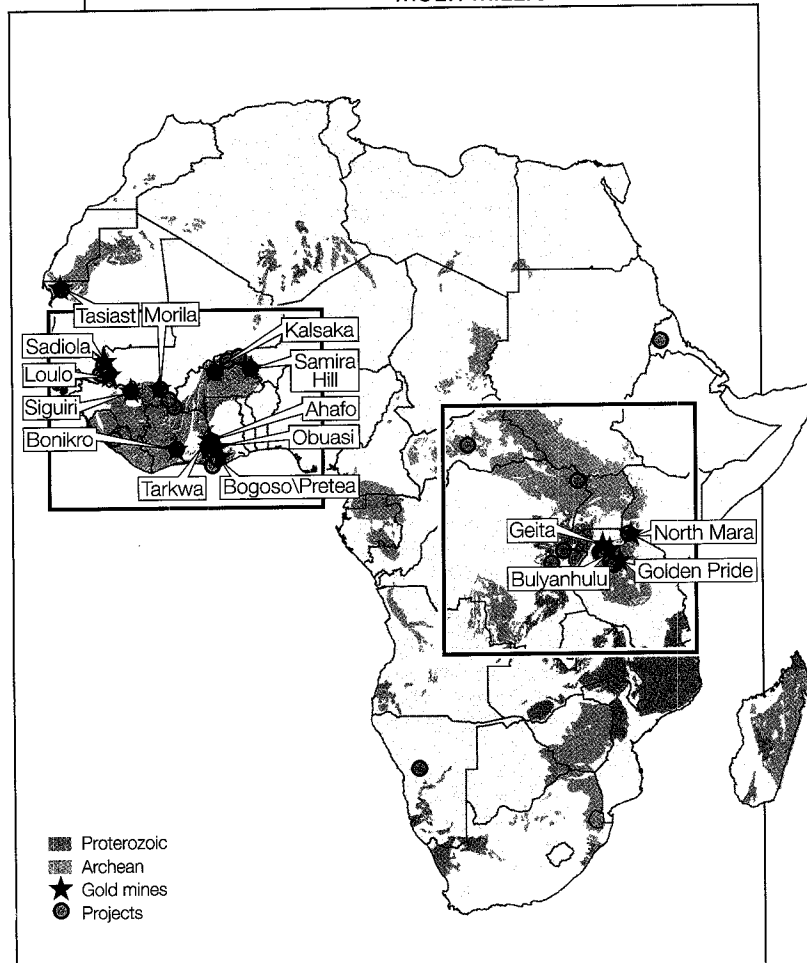 Tasiast
Morila
Sadiola
Loulo
Siguiri
Bonikro
Tarkwa
Kalsaka
Samira
Hill
Ahafo
Obuasi
Bogoso\Pretea
Geita
Bulyanhulu
North Mara
Golden Pride
Proterozoic
Archean
Gold mines
Projects